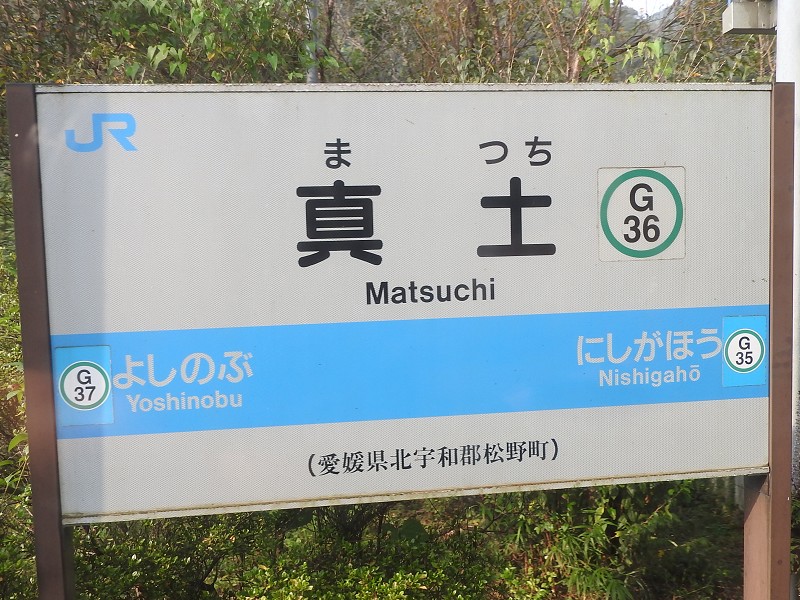 JR
まつち
真土
G
36
Matsuchi
G
37
よしのぶ
Yoshinobu
にしがほう
Nishigahō
G
35
(愛媛県北宇和郡松野町)